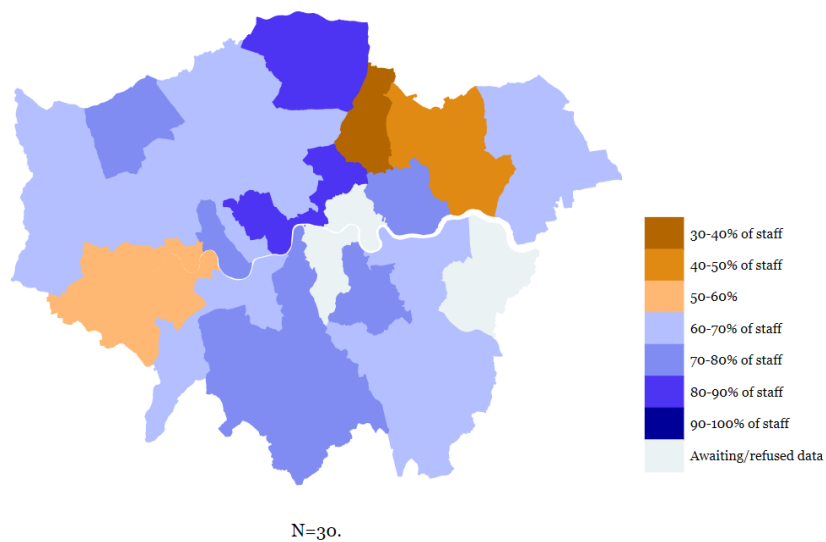 30-40% of staff
40-50% of staff
50-60%
60-70% of staff
70-80% of staff
80-90% of staff
90-100% of staff
Awaiting/refused data
N=30.